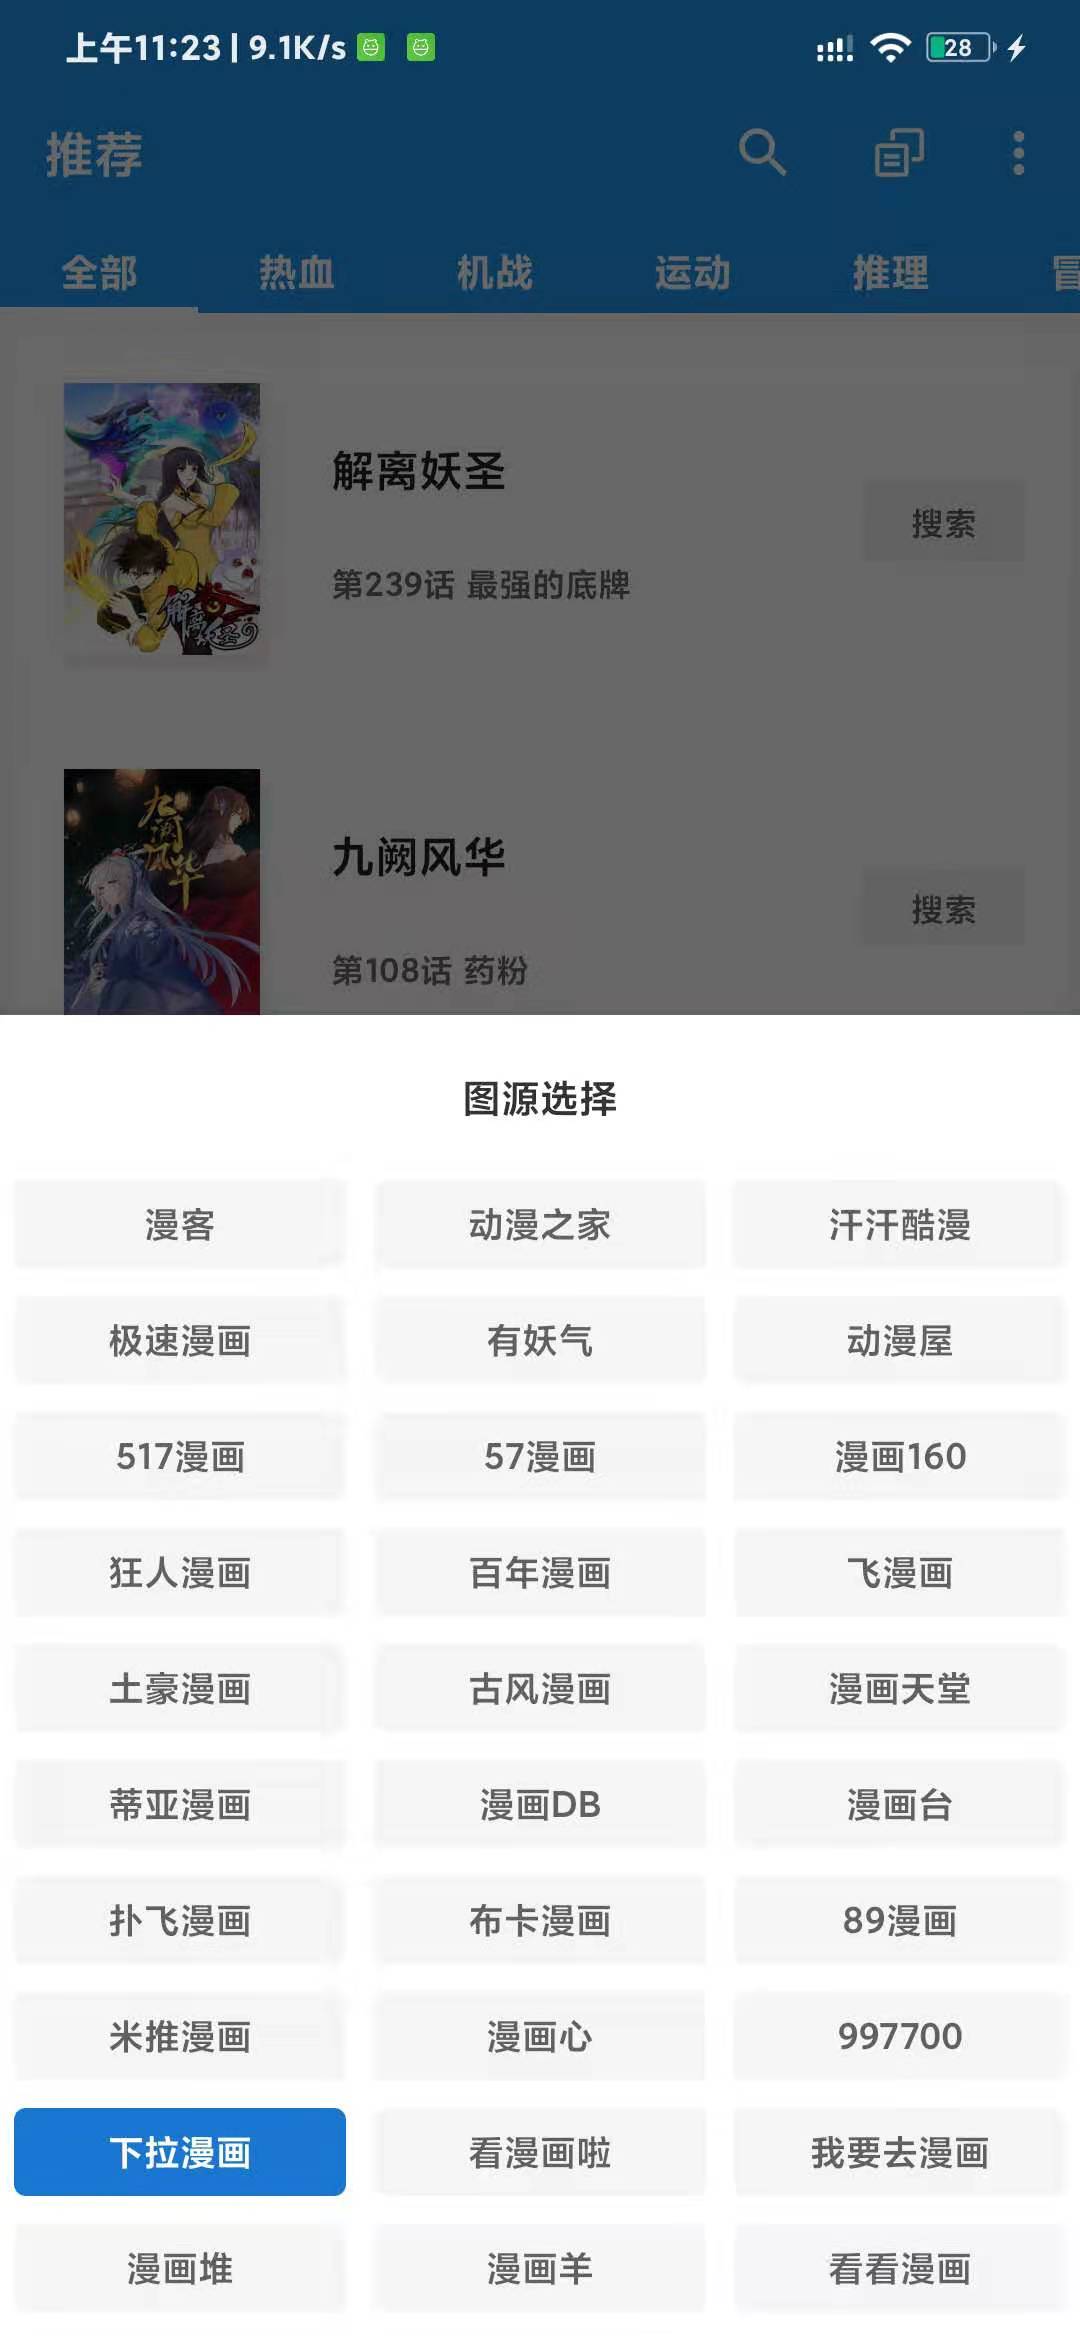 上午11:23 | 9.1K/s
28
推荐
全部 热血 机战 运动 推理 冒
解离妖圣
搜索
第239话 最强的底牌
解离妖圣
九阙风华
九阙风华
搜索
第108话 药粉
图源选择
漫客 动漫之家 汗汗酷漫
极速漫画 有妖气 动漫屋
517漫画 57漫画 漫画160
狂人漫画 百年漫画 飞漫画
土豪漫画 古风漫画 漫画天堂
蒂亚漫画 漫画DB 漫画台
扑飞漫画 布卡漫画 89漫画
米推漫画 漫画心 997700
下拉漫画 看漫画啦 我要去漫画
漫画堆 漫画羊 看看漫画